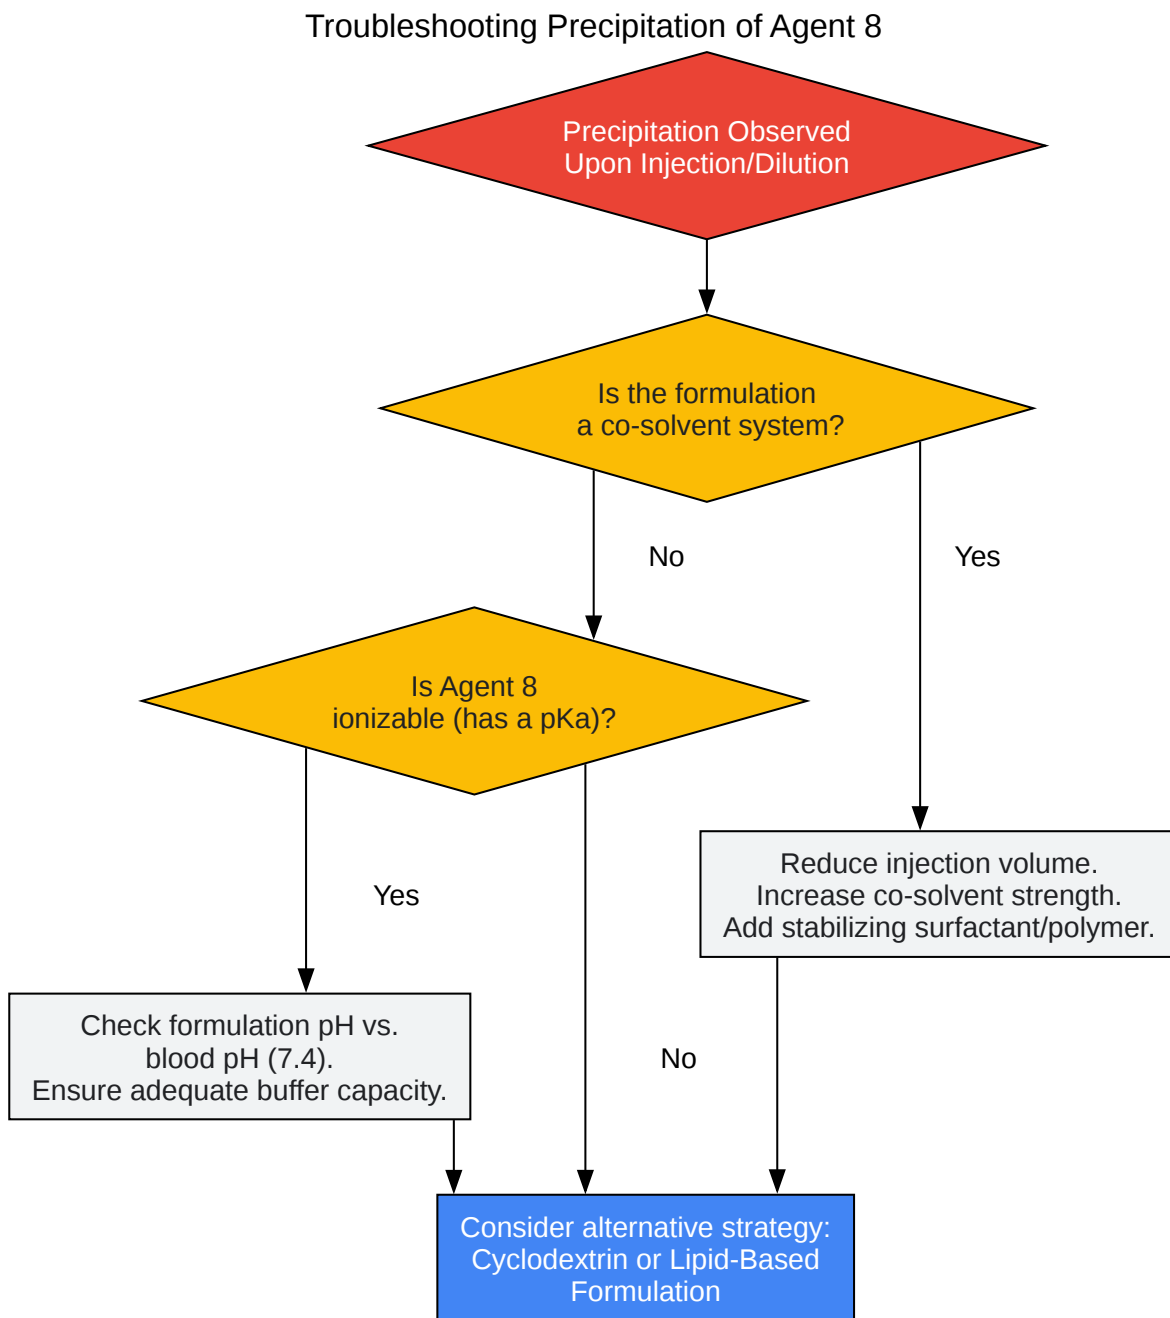 Troubleshooting Precipitation of Agent 8
Precipitation Observed
Upon Injection/Dilution
Is the formulation
a co-solvent system?
No
Yes
Is Agent 8
ionizable (has a pKa)?
Reduce injection volume.
Increase co-solvent strength.
Add stabilizing surfactant/polymer.
Yes
Check formulation pH vs.
blood pH (7.4).
Ensure adequate buffer capacity.
No
Consider alternative strategy:
Cyclodextrin or Lipid-Based
Formulation